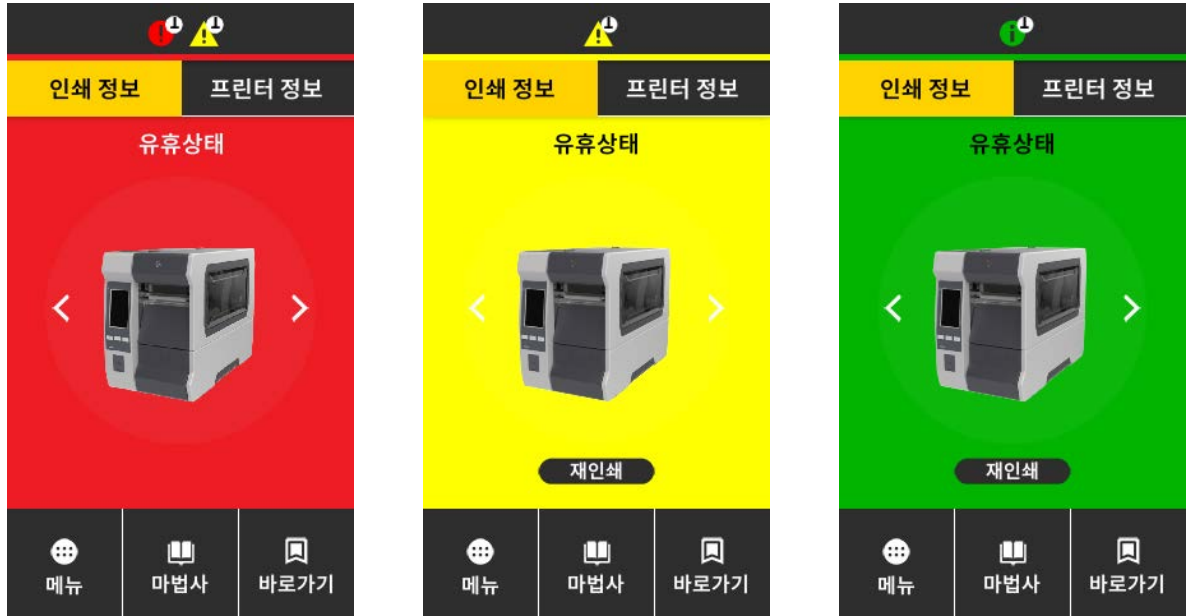 인쇄 정보 프린터 정보
유휴상태
메뉴 마법사 바로가기
인쇄 정보 프린터 정보
유휴상태
재인쇄
메뉴 마법사 바로가기
인쇄 정보 프린터 정보
유휴상태
재인쇄
메뉴 마법사 바로가기